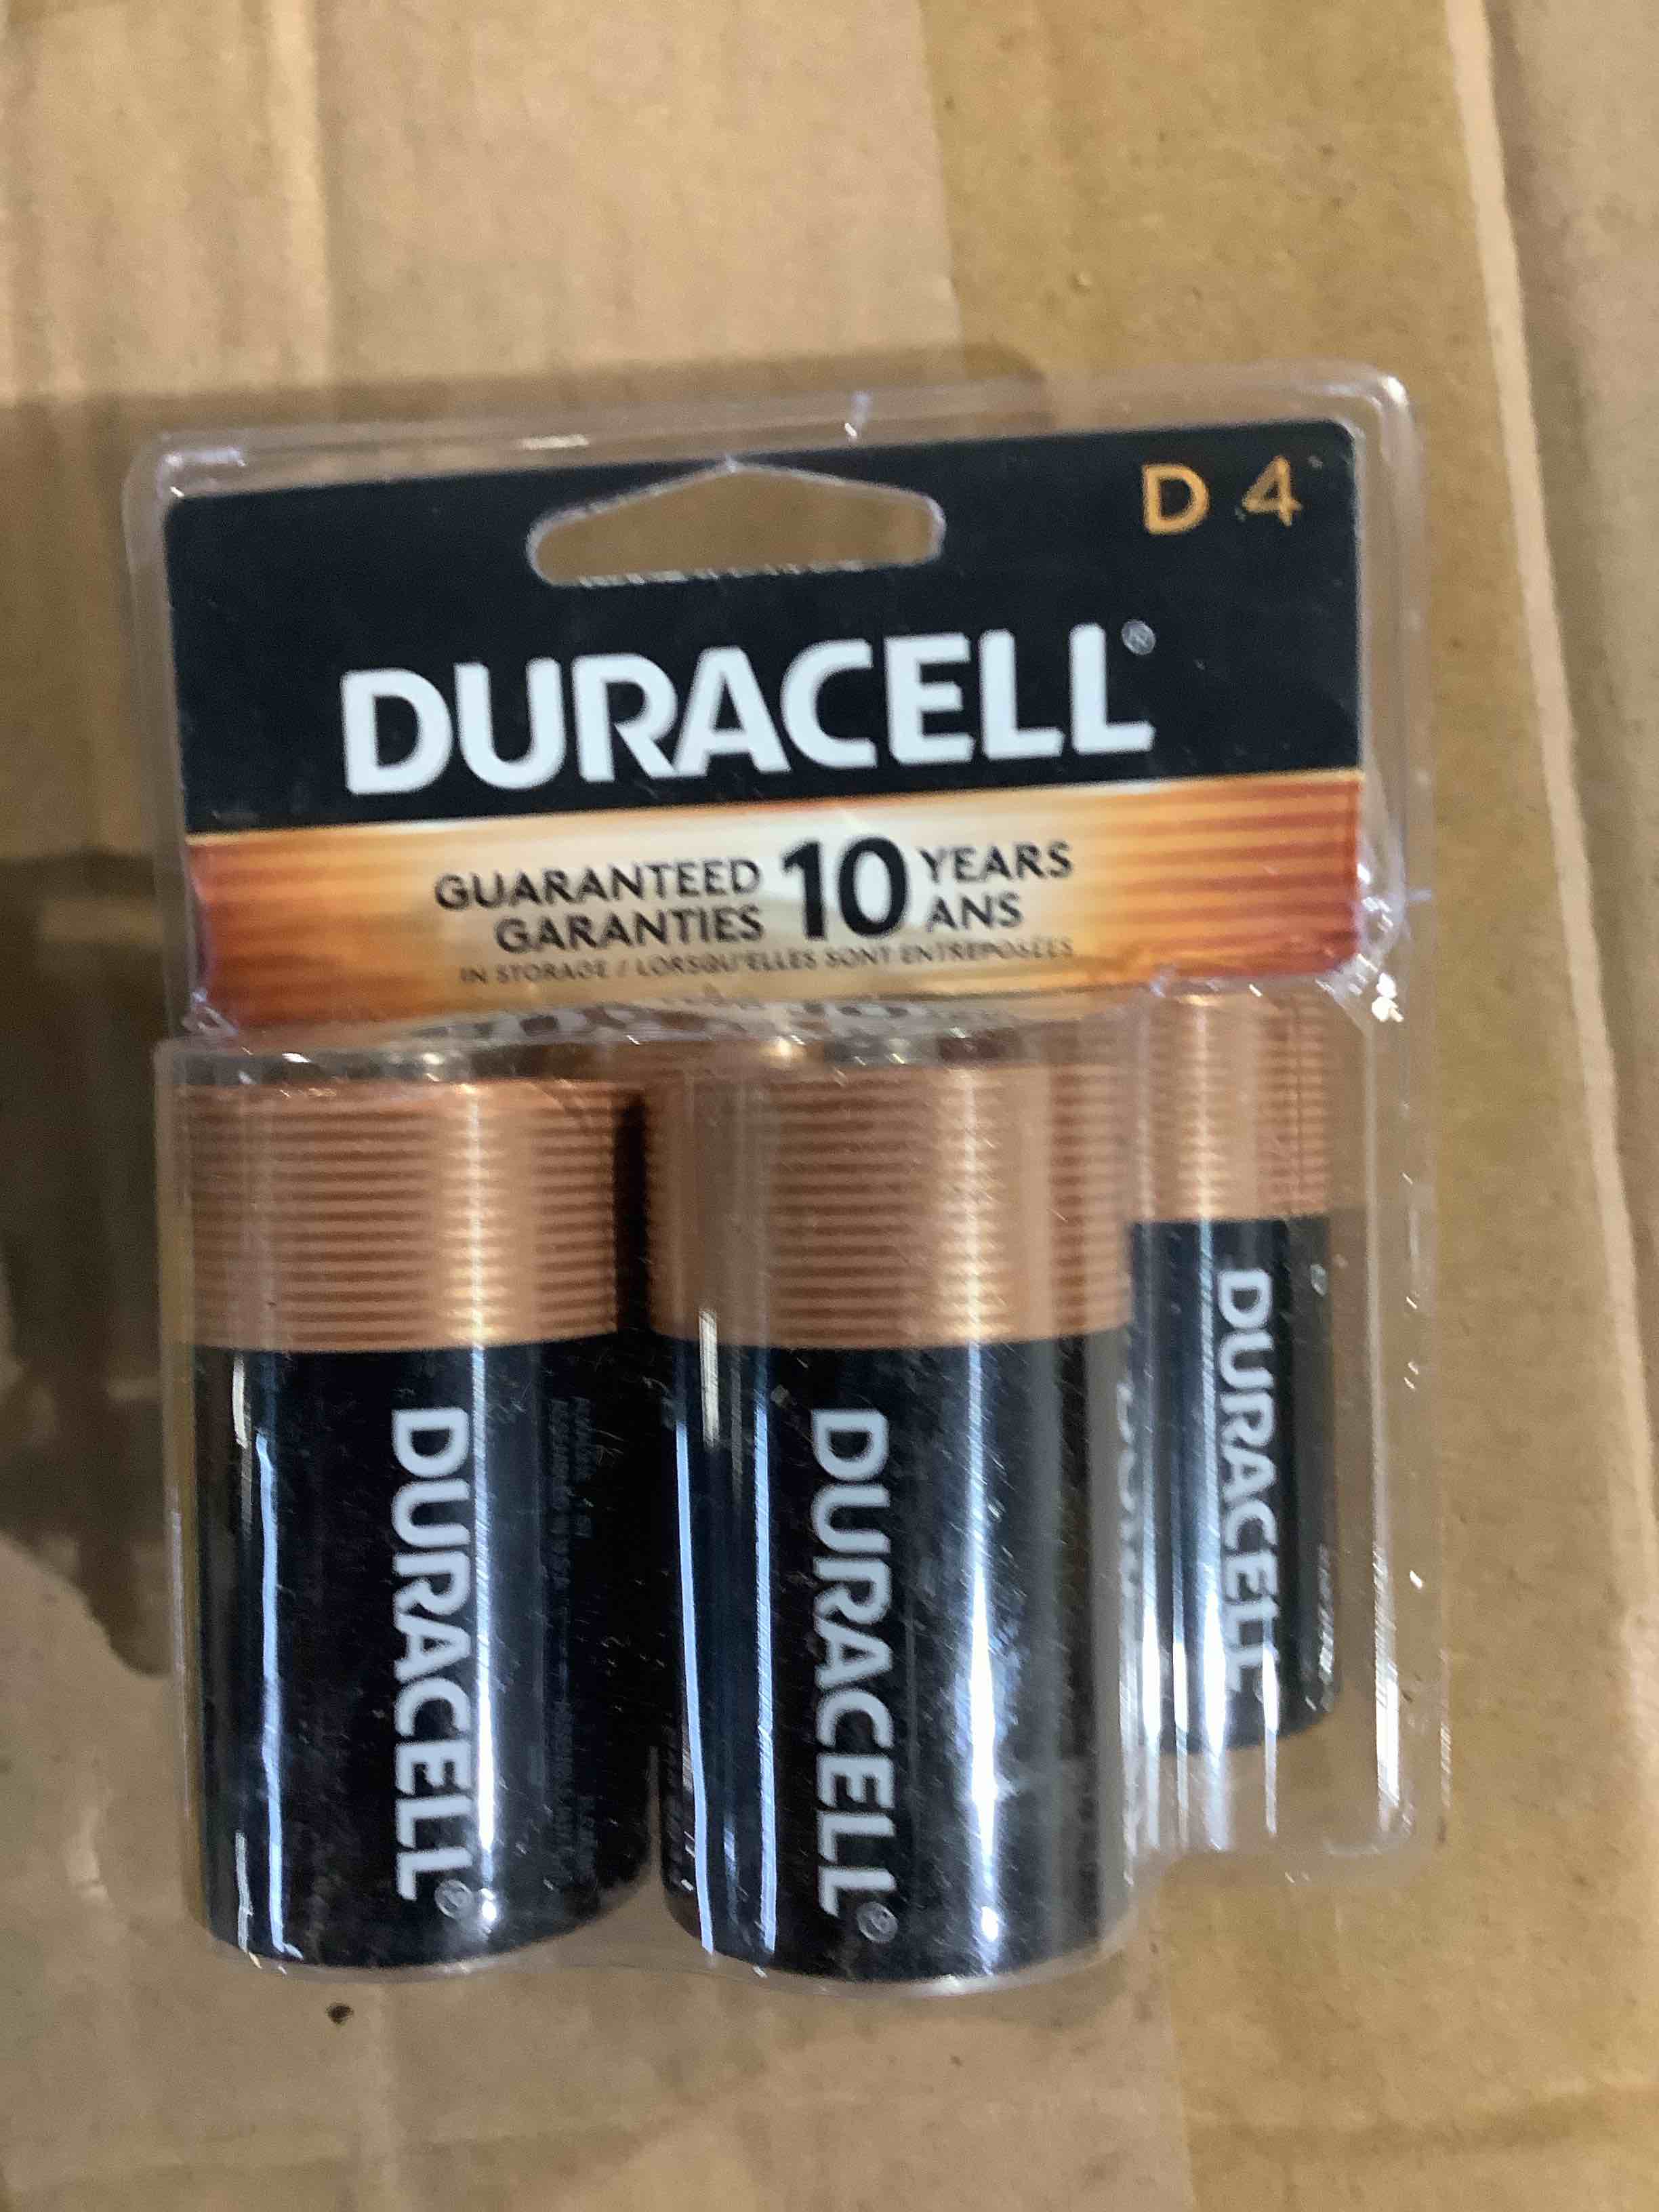 D 4
DURACELL®
GUARANTEED 10 YEARS
GARANTIES ANS
IN STORAGE / LORSQU'ELLES SONT ENTREPOSÉES
DURACELL®
DURACELL®
DURACELL